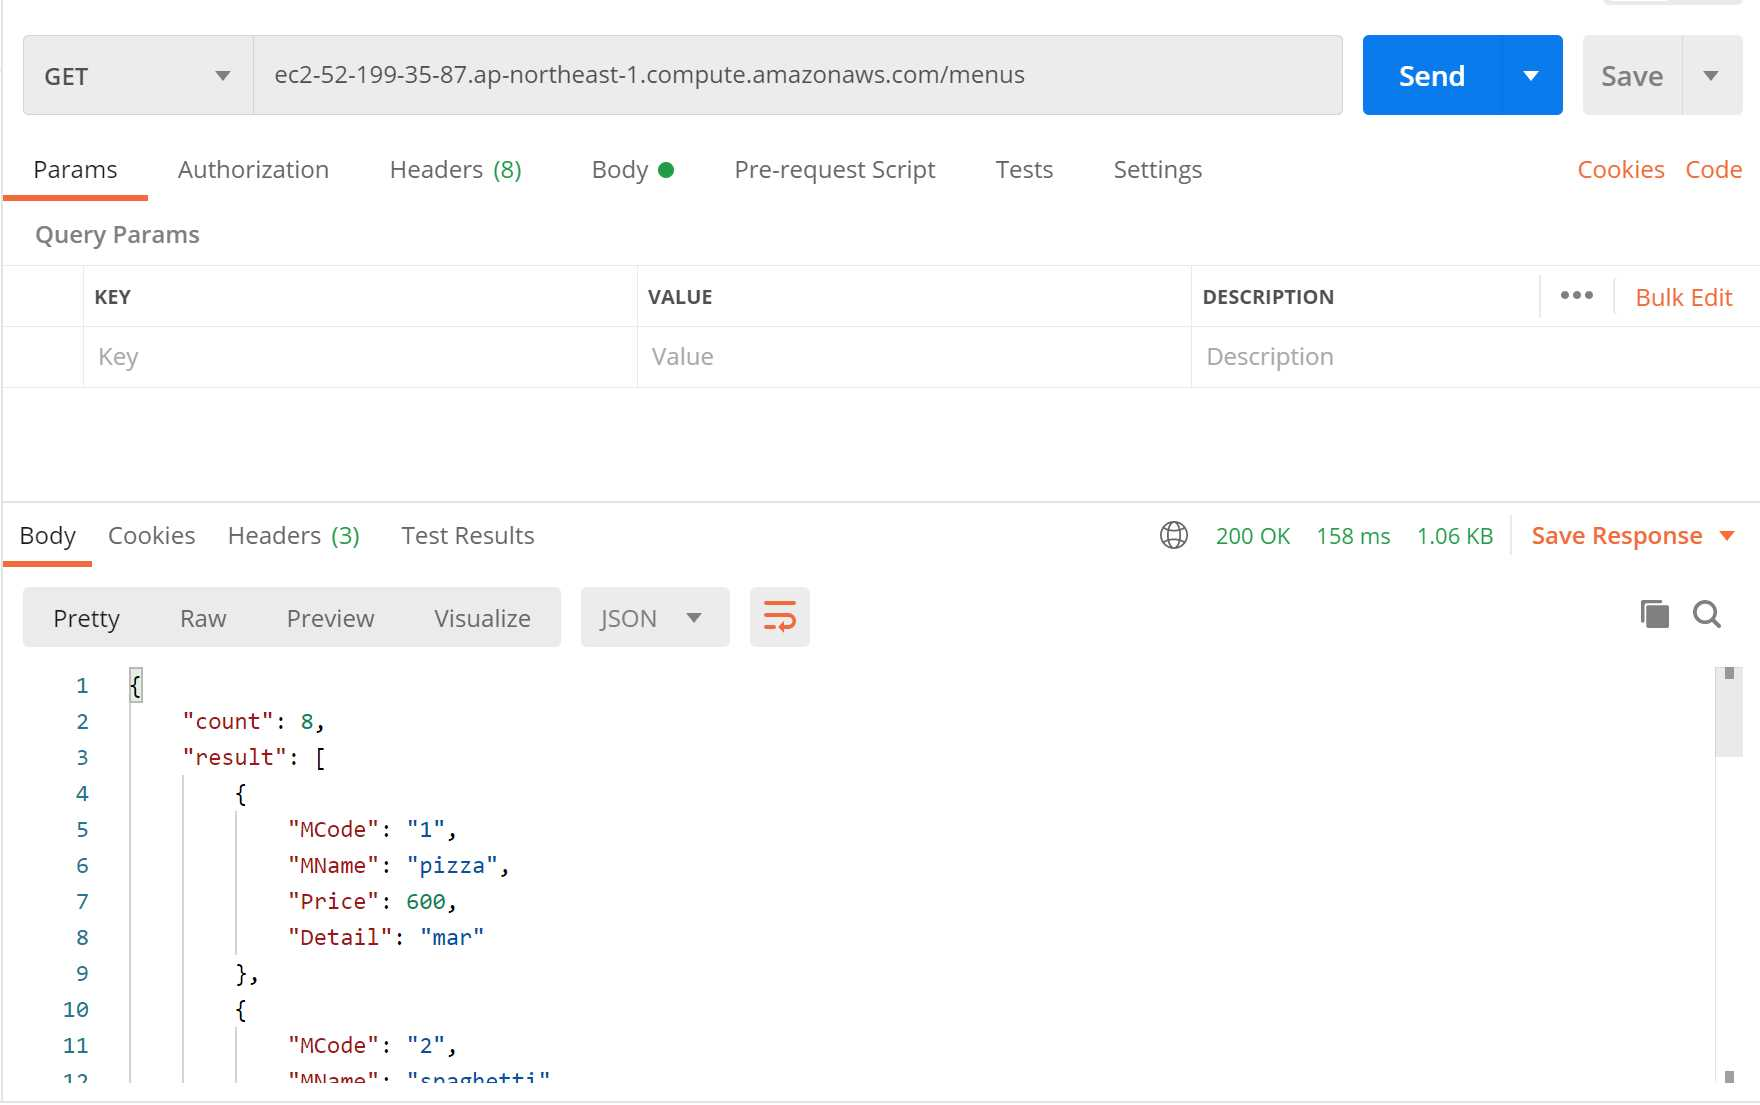 GET ec2-52-199-35-87.ap-northeast-1.compute.amazonaws.com/menus Send Save
Params Authorization Headers (8) Body Pre-request Script Tests Settings Cookies Code
Query Params
KEY VALUE DESCRIPTION ••• Bulk Edit
Key Value Description
Body Cookies Headers (3) Test Results 200 OK 158 ms 1.06 KB Save Response
Pretty Raw Preview Visualize JSON
1 {
2 "count": 8,
3 "result": [
4 {
5 "MCode": "1",
6 "MName": "pizza",
7 "Price": 600,
8 "Detail": "mar"
9 },
10 {
11 "MCode": "2",
12 "MName": "spaghetti"